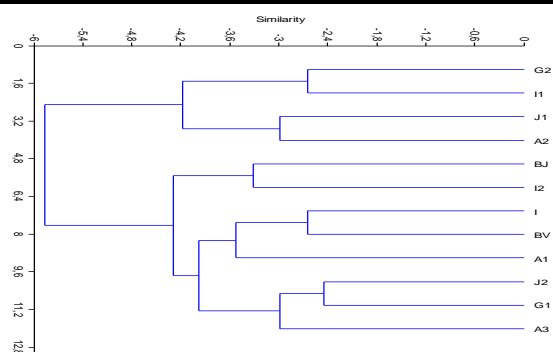 Similarity
-6 -5,4 -4,8 -4,2 -3,6 -3 -2,4 -1,8 -1,2 -0,6 0
0
1,6
3,2
4,8
6,4
8
9,6
11,2
12,8
G2
I1
J1
A2
BJ
I2
I
BV
A1
J2
G1
A3